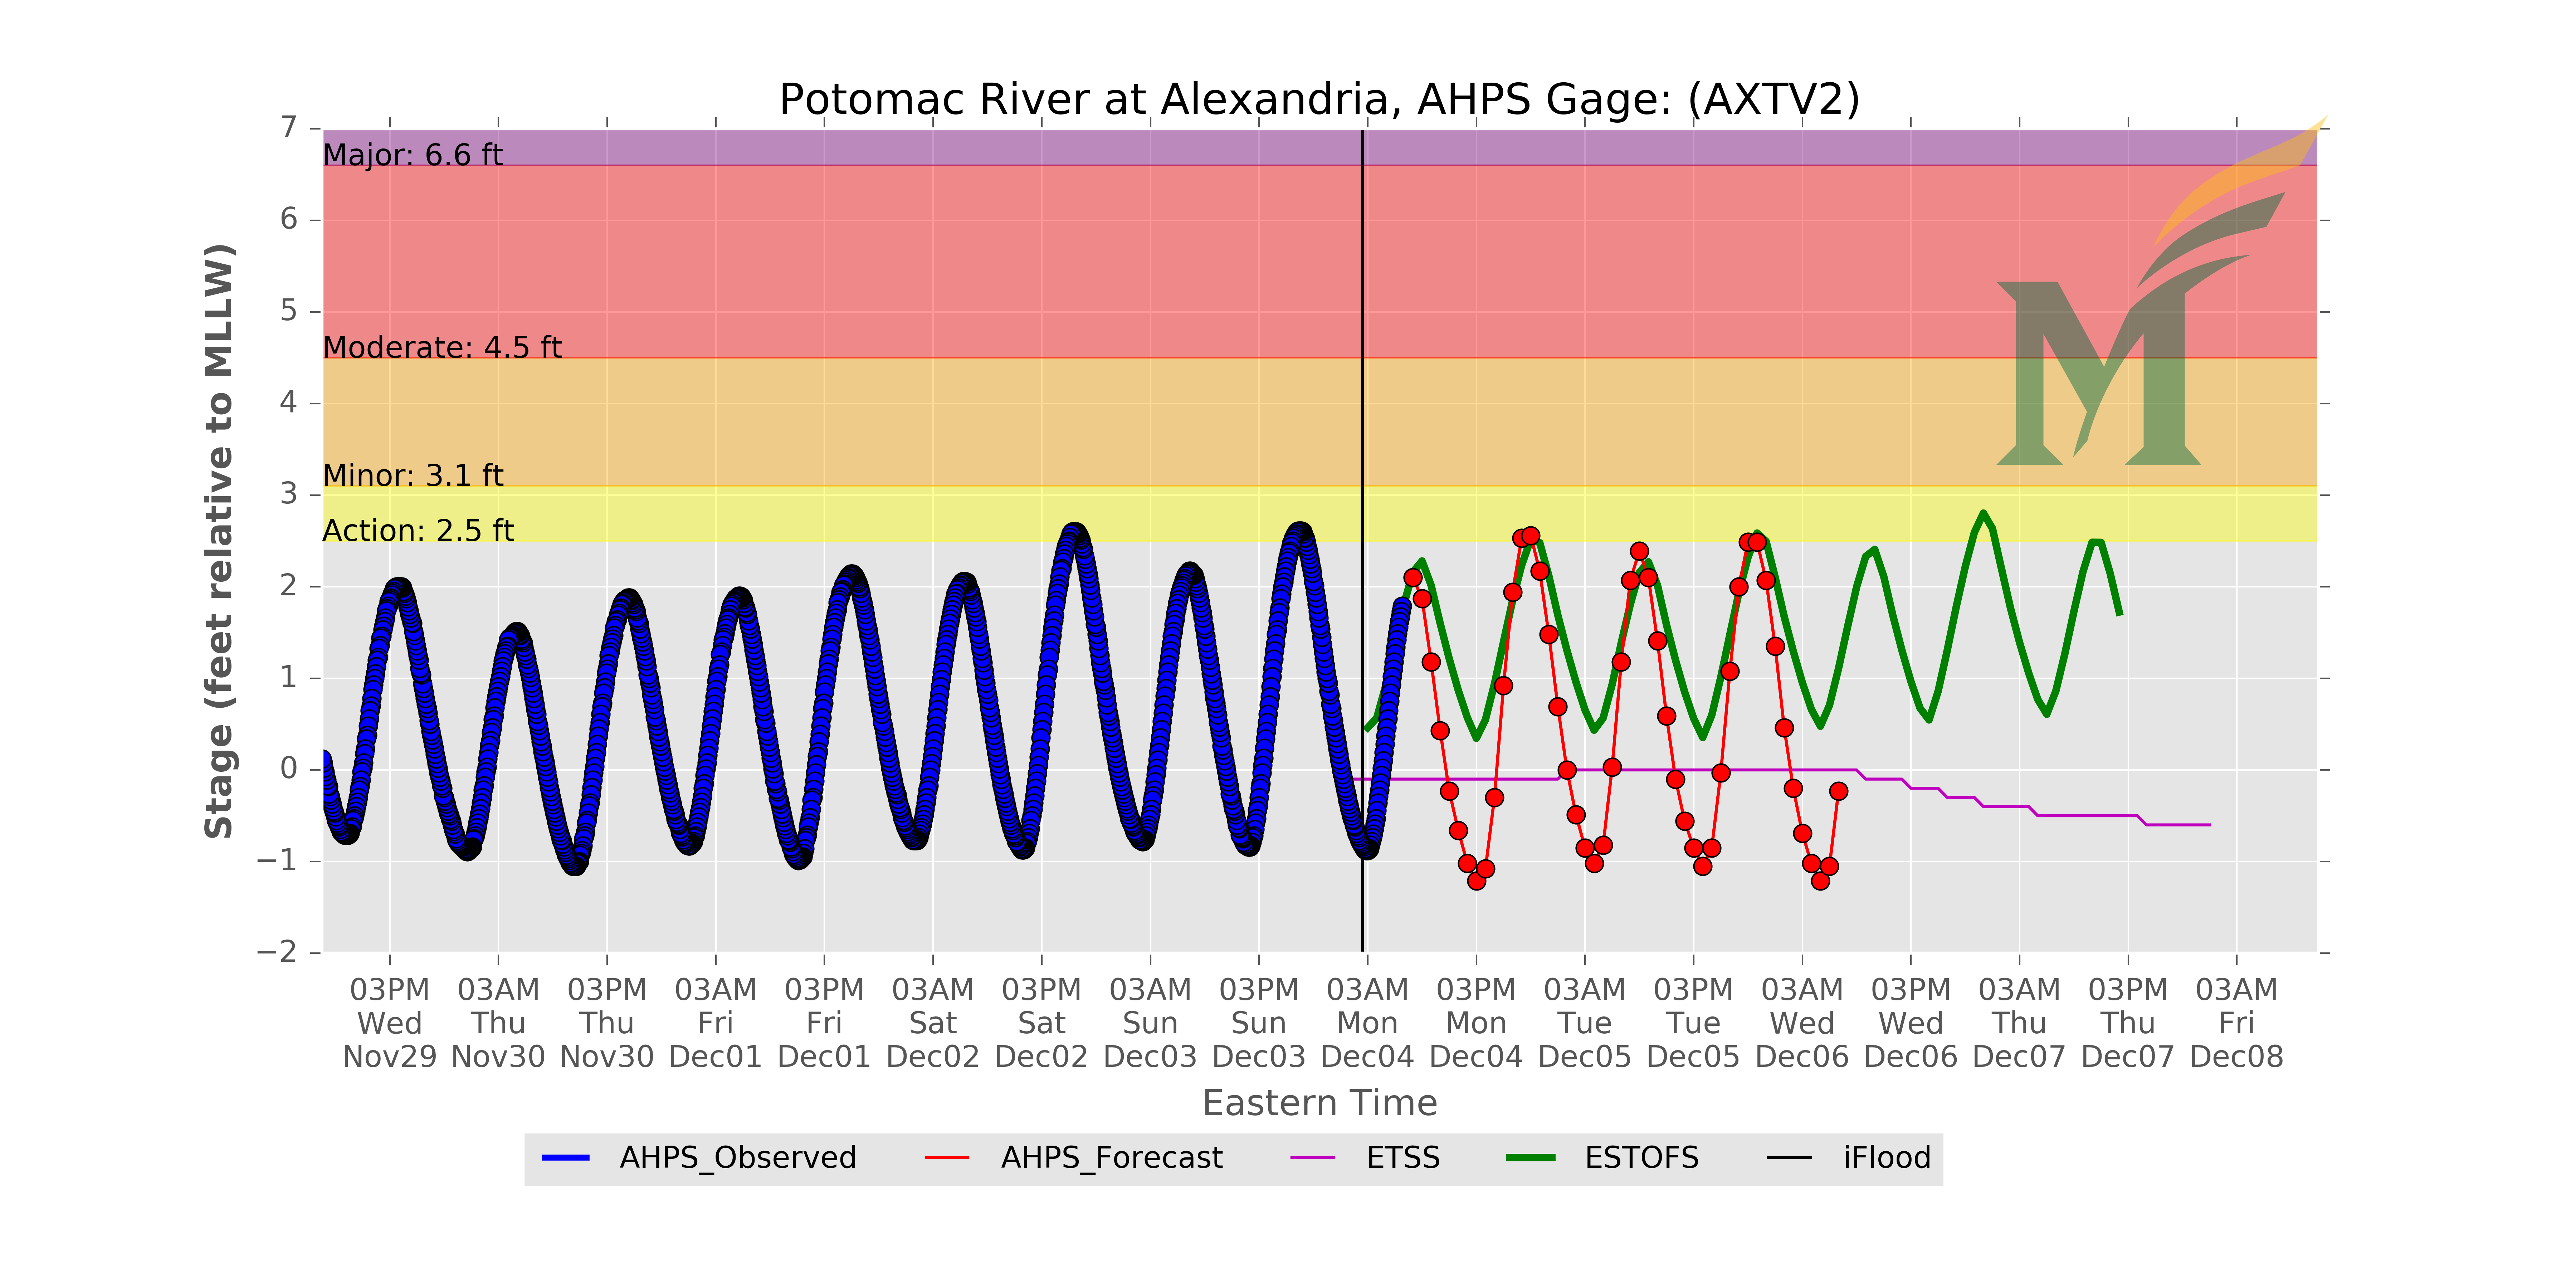 Potomac River at Alexandria, AHPS Gage: (AXTV2)
Stage (feet relative to MLLW)
7
6
5
4
3
2
1
0
−1
−2
Major: 6.6 ft
Moderate: 4.5 ft
Minor: 3.1 ft
Action: 2.5 ft
M
03PM 03AM 03PM 03AM 03PM 03AM 03PM 03AM 03PM 03AM 03PM 03AM 03PM 03AM 03PM 03AM 03PM 03AM
Wed Thu Thu Fri Fri Sat Sat Sun Sun Mon Mon Tue Tue Wed Wed Thu Thu Fri
Nov29 Nov30 Nov30 Dec01 Dec01 Dec02 Dec02 Dec03 Dec03 Dec04 Dec04 Dec05 Dec05 Dec06 Dec06 Dec07 Dec07 Dec08
Eastern Time
AHPS_Observed AHPS_Forecast ETSS ESTOFS iFlood